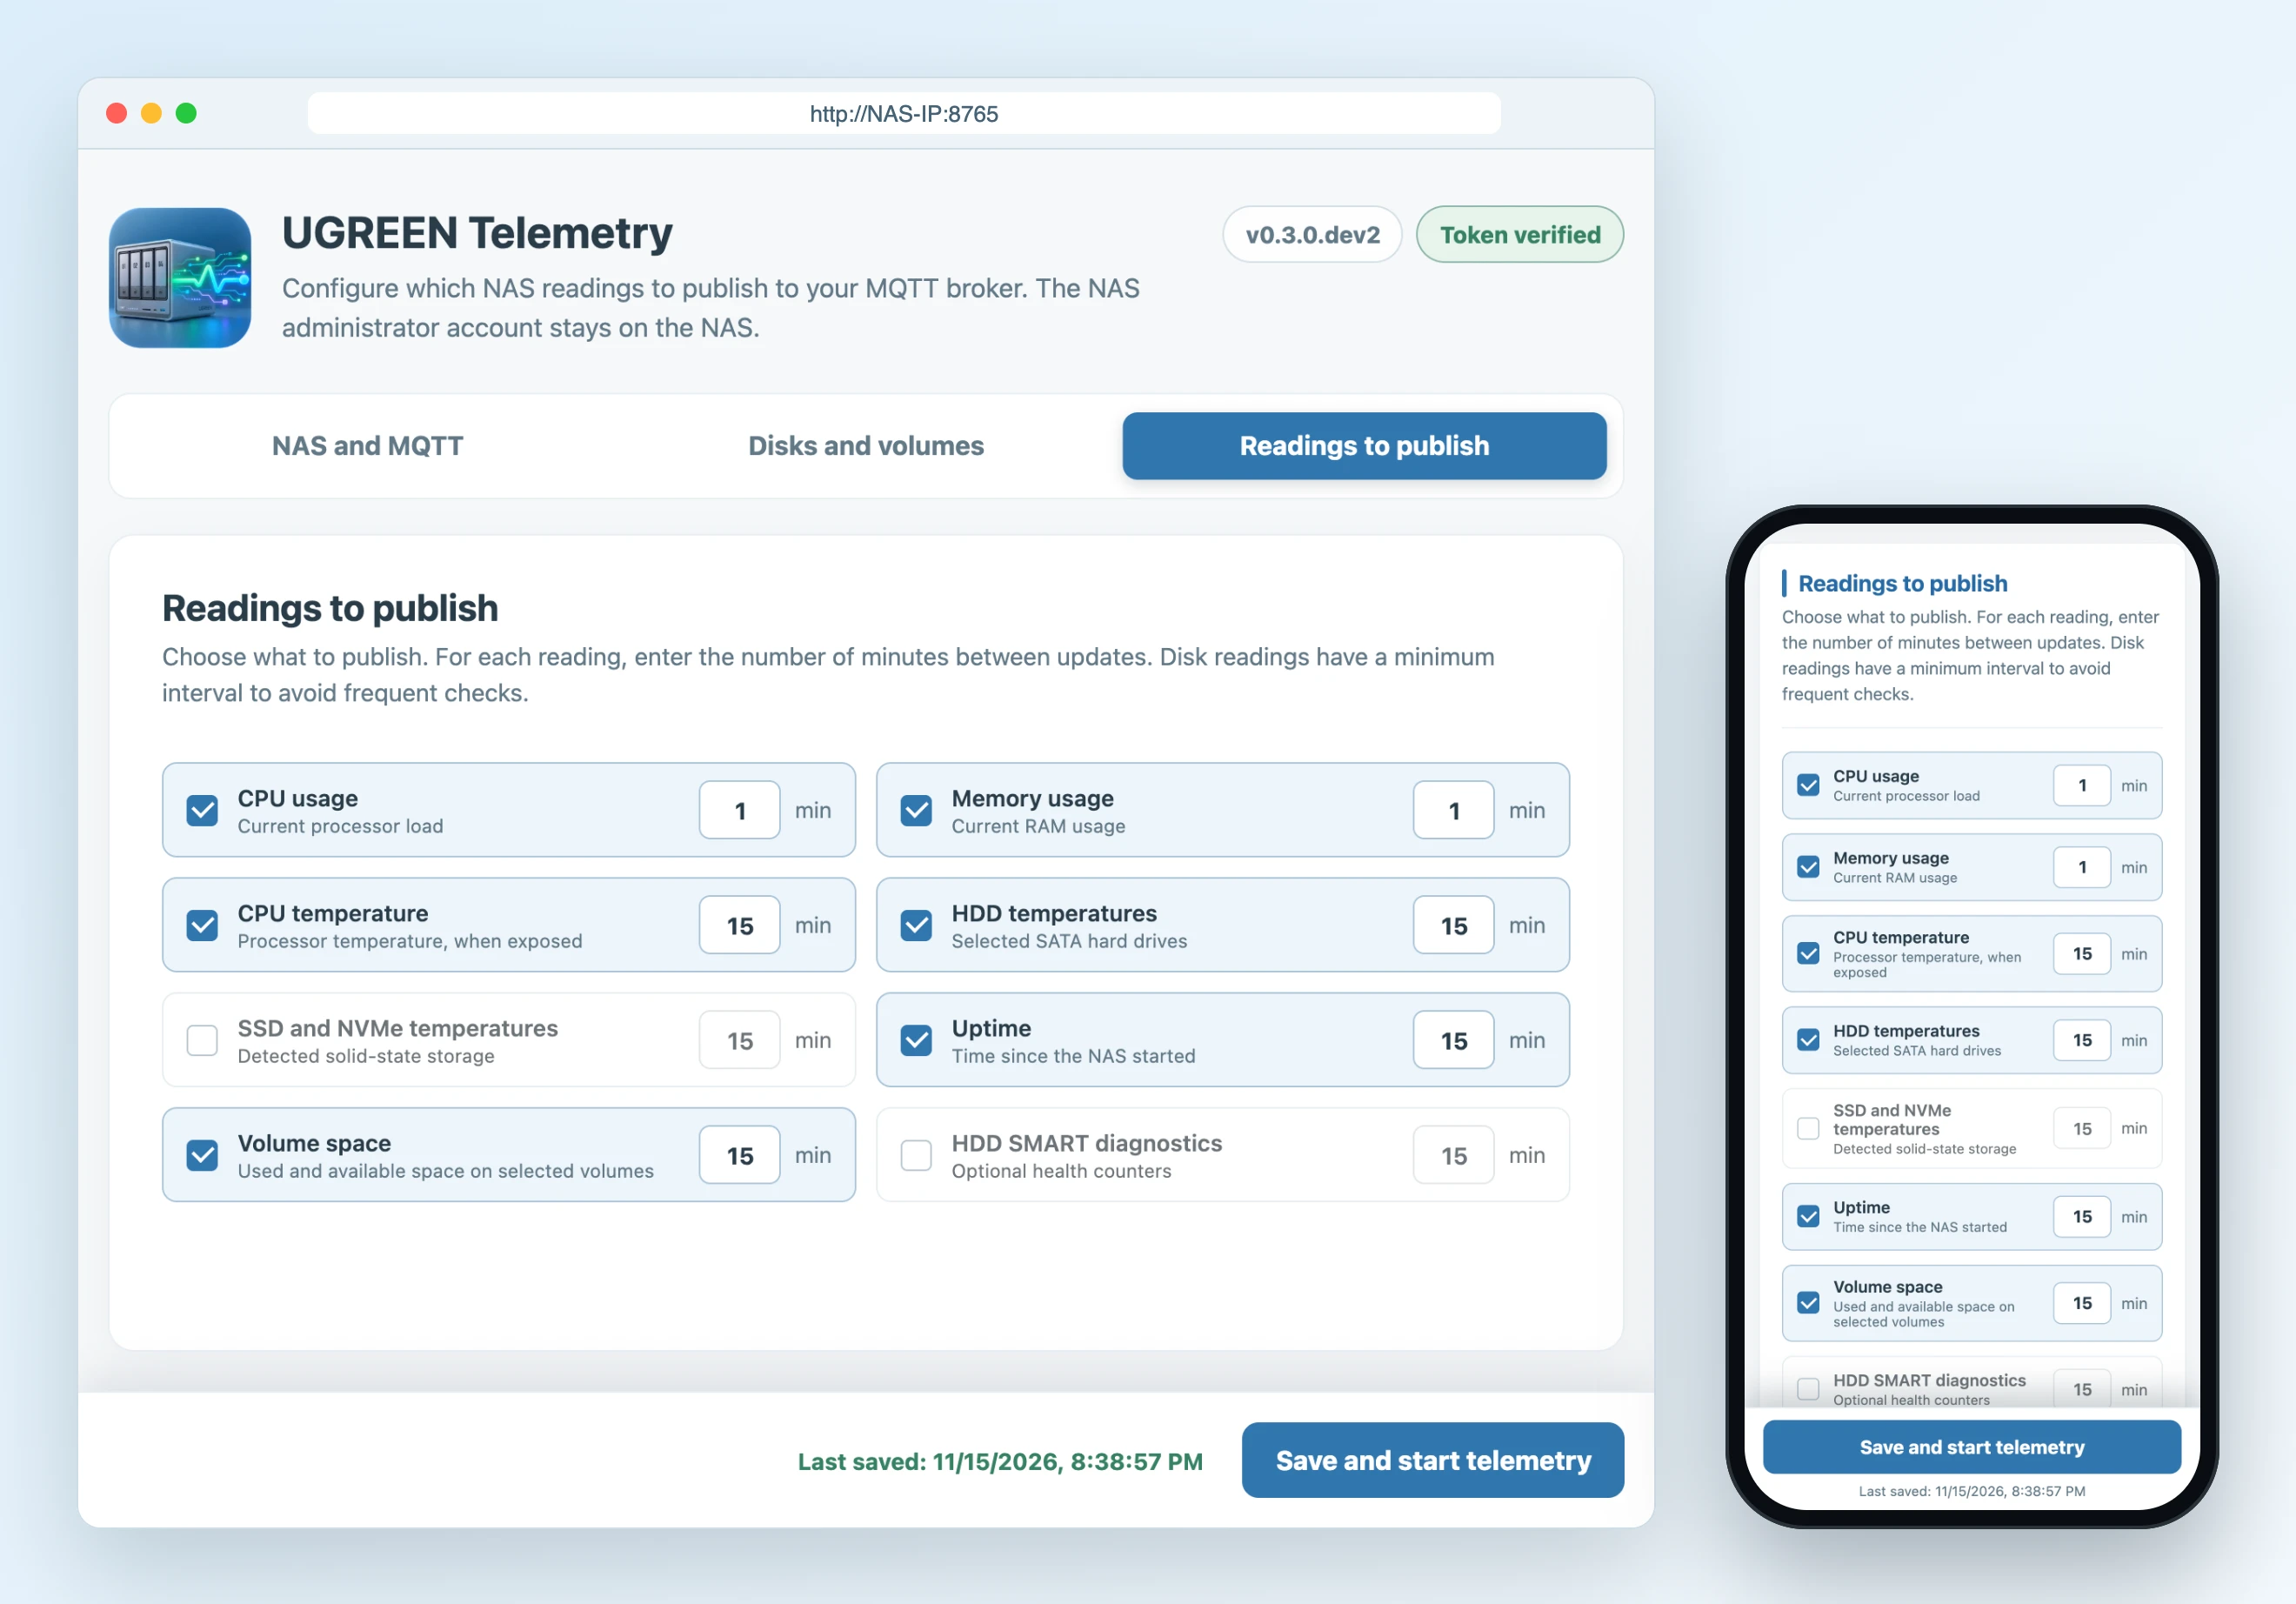 http://NAS-IP:8765
UGREEN Telemetry
v0.3.0.dev2
Token verified
Configure which NAS readings to publish to your MQTT broker. The NAS
administrator account stays on the NAS.
NAS and MQTT
Disks and volumes
Readings to publish
Readings to publish
Choose what to publish. For each reading, enter the number of minutes between updates. Disk readings have a minimum
interval to avoid frequent checks.
CPU usage
Current processor load
1 min
Memory usage
Current RAM usage
1 min
CPU temperature
Processor temperature, when exposed
15 min
HDD temperatures
Selected SATA hard drives
15 min
SSD and NVMe temperatures
Detected solid-state storage
15 min
Uptime
Time since the NAS started
15 min
Volume space
Used and available space on selected volumes
15 min
HDD SMART diagnostics
Optional health counters
15 min
Last saved: 11/15/2026, 8:38:57 PM
Save and start telemetry
Readings to publish
Choose what to publish. For each reading, enter
the number of minutes between updates. Disk
readings have a minimum interval to avoid
frequent checks.
CPU usage
Current processor load
1 min
Memory usage
Current RAM usage
1 min
CPU temperature
Processor temperature, when
exposed
15 min
HDD temperatures
Selected SATA hard drives
15 min
SSD and NVMe
temperatures
Detected solid-state storage
15 min
Uptime
Time since the NAS started
15 min
Volume space
Used and available space on
selected volumes
15 min
HDD SMART diagnostics
Optional health counters
15 min
Save and start telemetry
Last saved: 11/15/2026, 8:38:57 PM